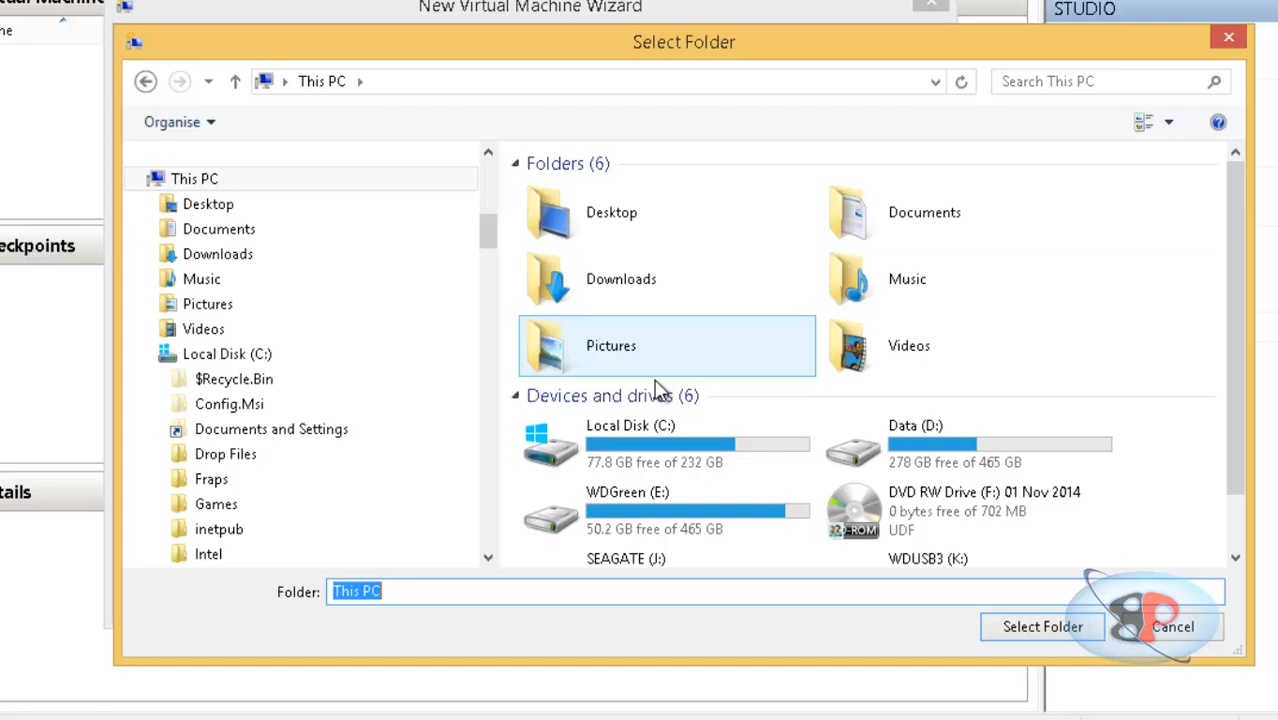 New Virtual Machine Wizard
STUDIO
Select Folder
This PC
Search This PC
Organise
This PC
Desktop
Documents
Downloads
Music
Pictures
Videos
Local Disk (C:)
$Recycle.Bin
Config.Msi
Documents and Settings
Drop Files
Fraps
Games
inetpub
Intel
Folders (6)
Desktop
Documents
Downloads
Music
Pictures
Videos
Devices and drives (6)
Local Disk (C:)
77.8 GB free of 232 GB
Data (D:)
278 GB free of 465 GB
WDGreen (E:)
50.2 GB free of 465 GB
DVD RW Drive (F:) 01 Nov 2014
0 bytes free of 702 MB
UDF
SEAGATE (J:)
WDUSB3 (K:)
Folder: This PC
Select Folder
Cancel